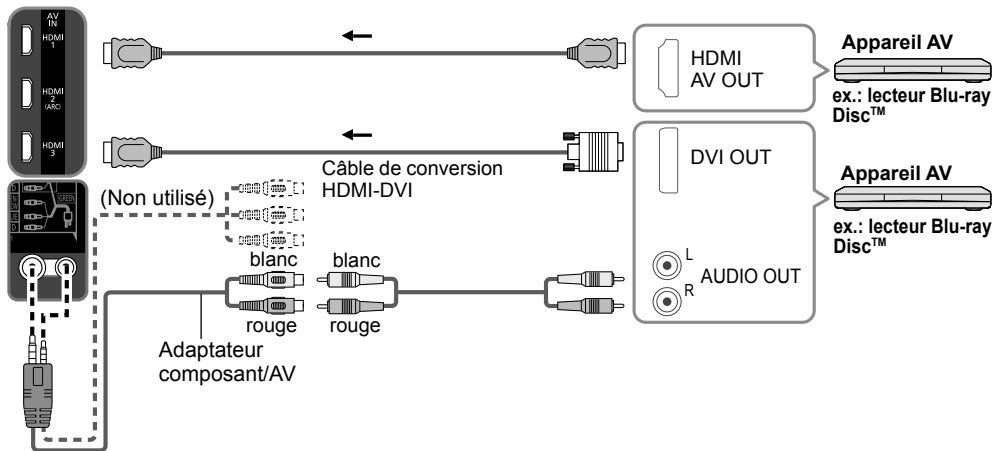 AV
IN
HDMI
1
HDMI
2
(ARC)
HDMI
3
HDMI
AV OUT
Appareil AV
ex.: lecteur Blu-ray
Disc™
Câble de conversion
HDMI-DVI
DVI OUT
Appareil AV
ex.: lecteur Blu-ray
Disc™
GREEN
(Non utilisé)
blanc
blanc
L
AUDIO OUT
R
rouge
rouge
Adaptateur
composant/AV